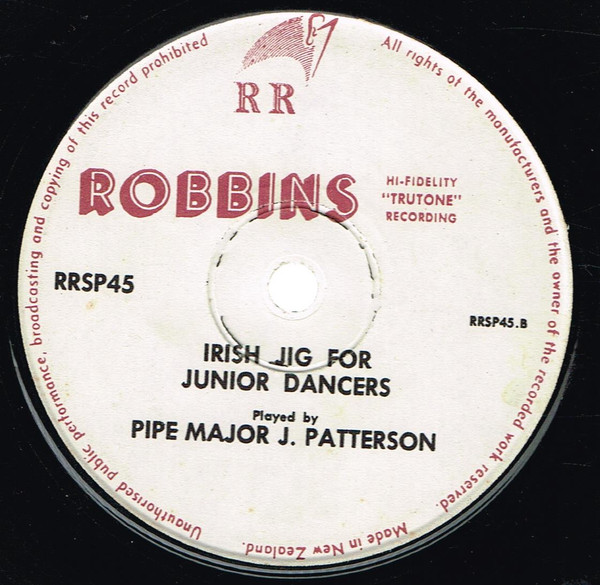 RR
ROBBINS
HI-FIDELITY
"TRUTONE"
RECORDING
RRSP45
RRSP45.B
IRISH JIG FOR
JUNIOR DANCERS
Played by
PIPE MAJOR J. PATTERSON
All rights of the manufacturers and the owner of the recorded work reserved.
Made in New Zealand.
Unauthorised public performance, broadcasting and copying of this record prohibited